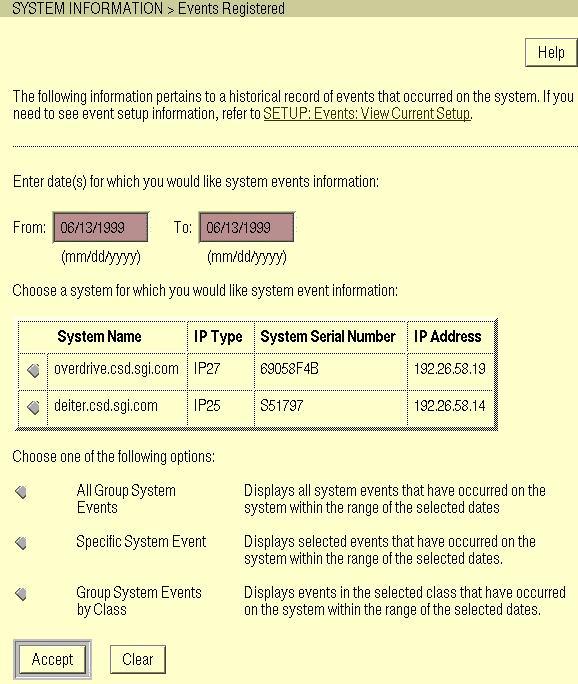 SYSTEM INFORMATION > Events Registered
Help
The following information pertains to a historical record of events that occurred on the system. If you
need to see event setup information, refer to SETUP: Events: View Current Setup.
Enter date(s) for which you would like system events information:
From: 06/13/1999 To: 06/13/1999
(mm/dd/yyyy) (mm/dd/yyyy)
Choose a system for which you would like system event information:
System Name IP Type System Serial Number IP Address
overdrive.csd.sgi.com IP27 69058F4B 192.26.58.19
deiter.csd.sgi.com IP25 S51797 192.26.58.14
Choose one of the following options:
All Group System Displays all system events that have occurred on the
Events system within the range of the selected dates
Specific System Event Displays selected events that have occurred on the
system within the range of the selected dates.
Group System Events Displays events in the selected class that have occurred
by Class on the system within the range of the selected dates.
Accept Clear